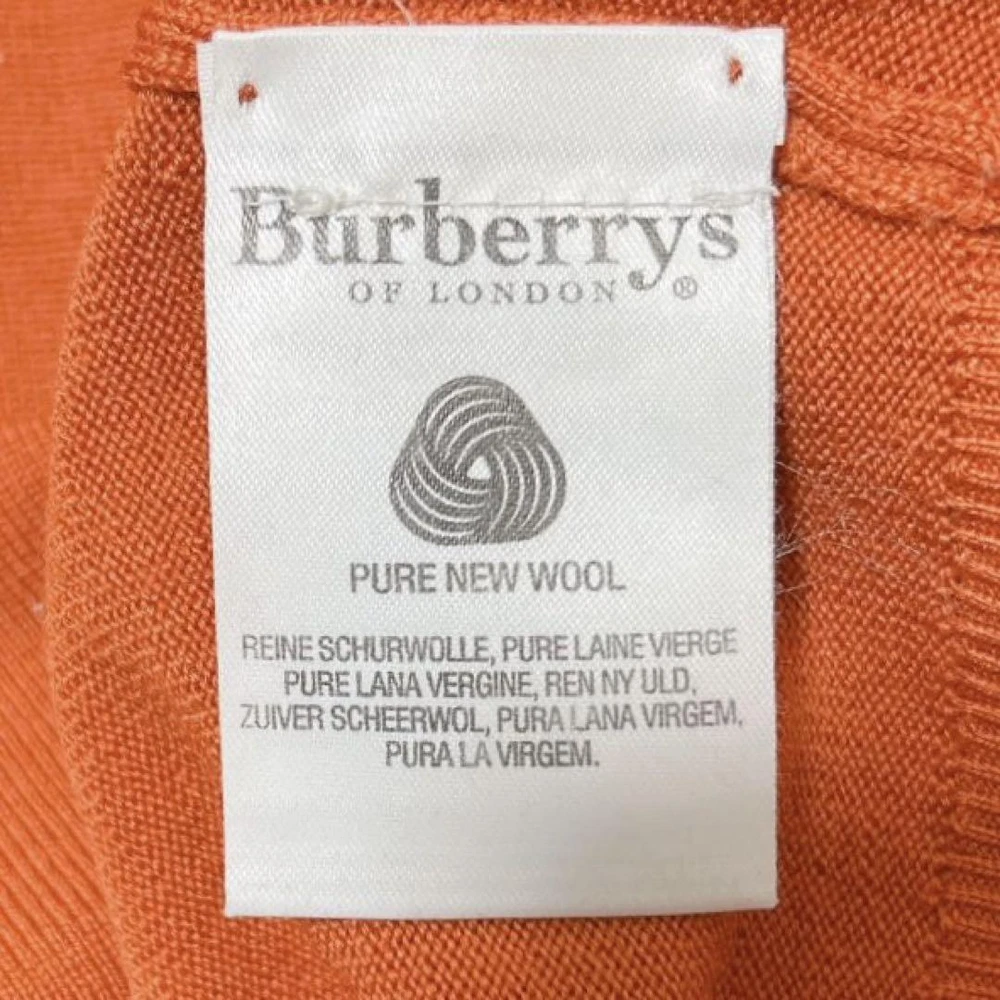 Burberrys
OF LONDON ®
PURE NEW WOOL
REINE SCHURWOLLE, PURE LAINE VIERGE
PURE LANA VERGINE, REN NY ULD,
ZUIVER SCHEERWOL, PURA LANA VIRGEM,
PURA LA VIRGEM.